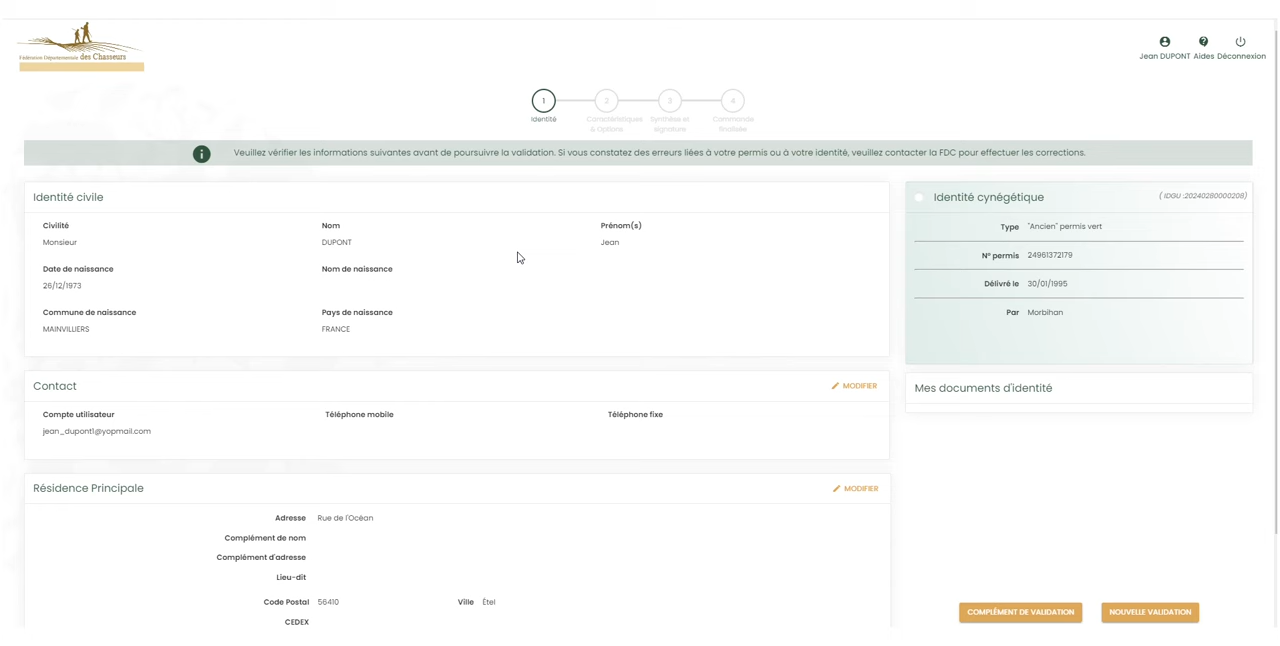 Fédération Départementale des Chasseurs
Jean DUPONT Aides Déconnexion
1 2 3 4
Identité Caractéristiques Synthèse et Commande
& Options signature finalisée
i Veuillez vérifier les informations suivantes avant de poursuivre la validation. Si vous constatez des erreurs liées à votre permis ou à votre identité, veuillez contacter la FDC pour effectuer les corrections.
Identité civile
Civilité Nom Prénom(s)
Monsieur DUPONT Jean
Date de naissance Nom de naissance
26/12/1973
Commune de naissance Pays de naissance
MAINVILLIERS FRANCE
Identité cynégétique ( IDGU :20240280000208)
Type "Ancien" permis vert
N° permis 24961372179
Délivré le 30/01/1995
Par Morbihan
Contact MODIFIER
Compte utilisateur Téléphone mobile Téléphone fixe
jean_dupont1@yopmail.com
Mes documents d'identité
Résidence Principale MODIFIER
Adresse Rue de l'Océan
Complément de nom
Complément d'adresse
Lieu-dit
Code Postal 56410 Ville Étel
CEDEX
COMPLÉMENT DE VALIDATION NOUVELLE VALIDATION